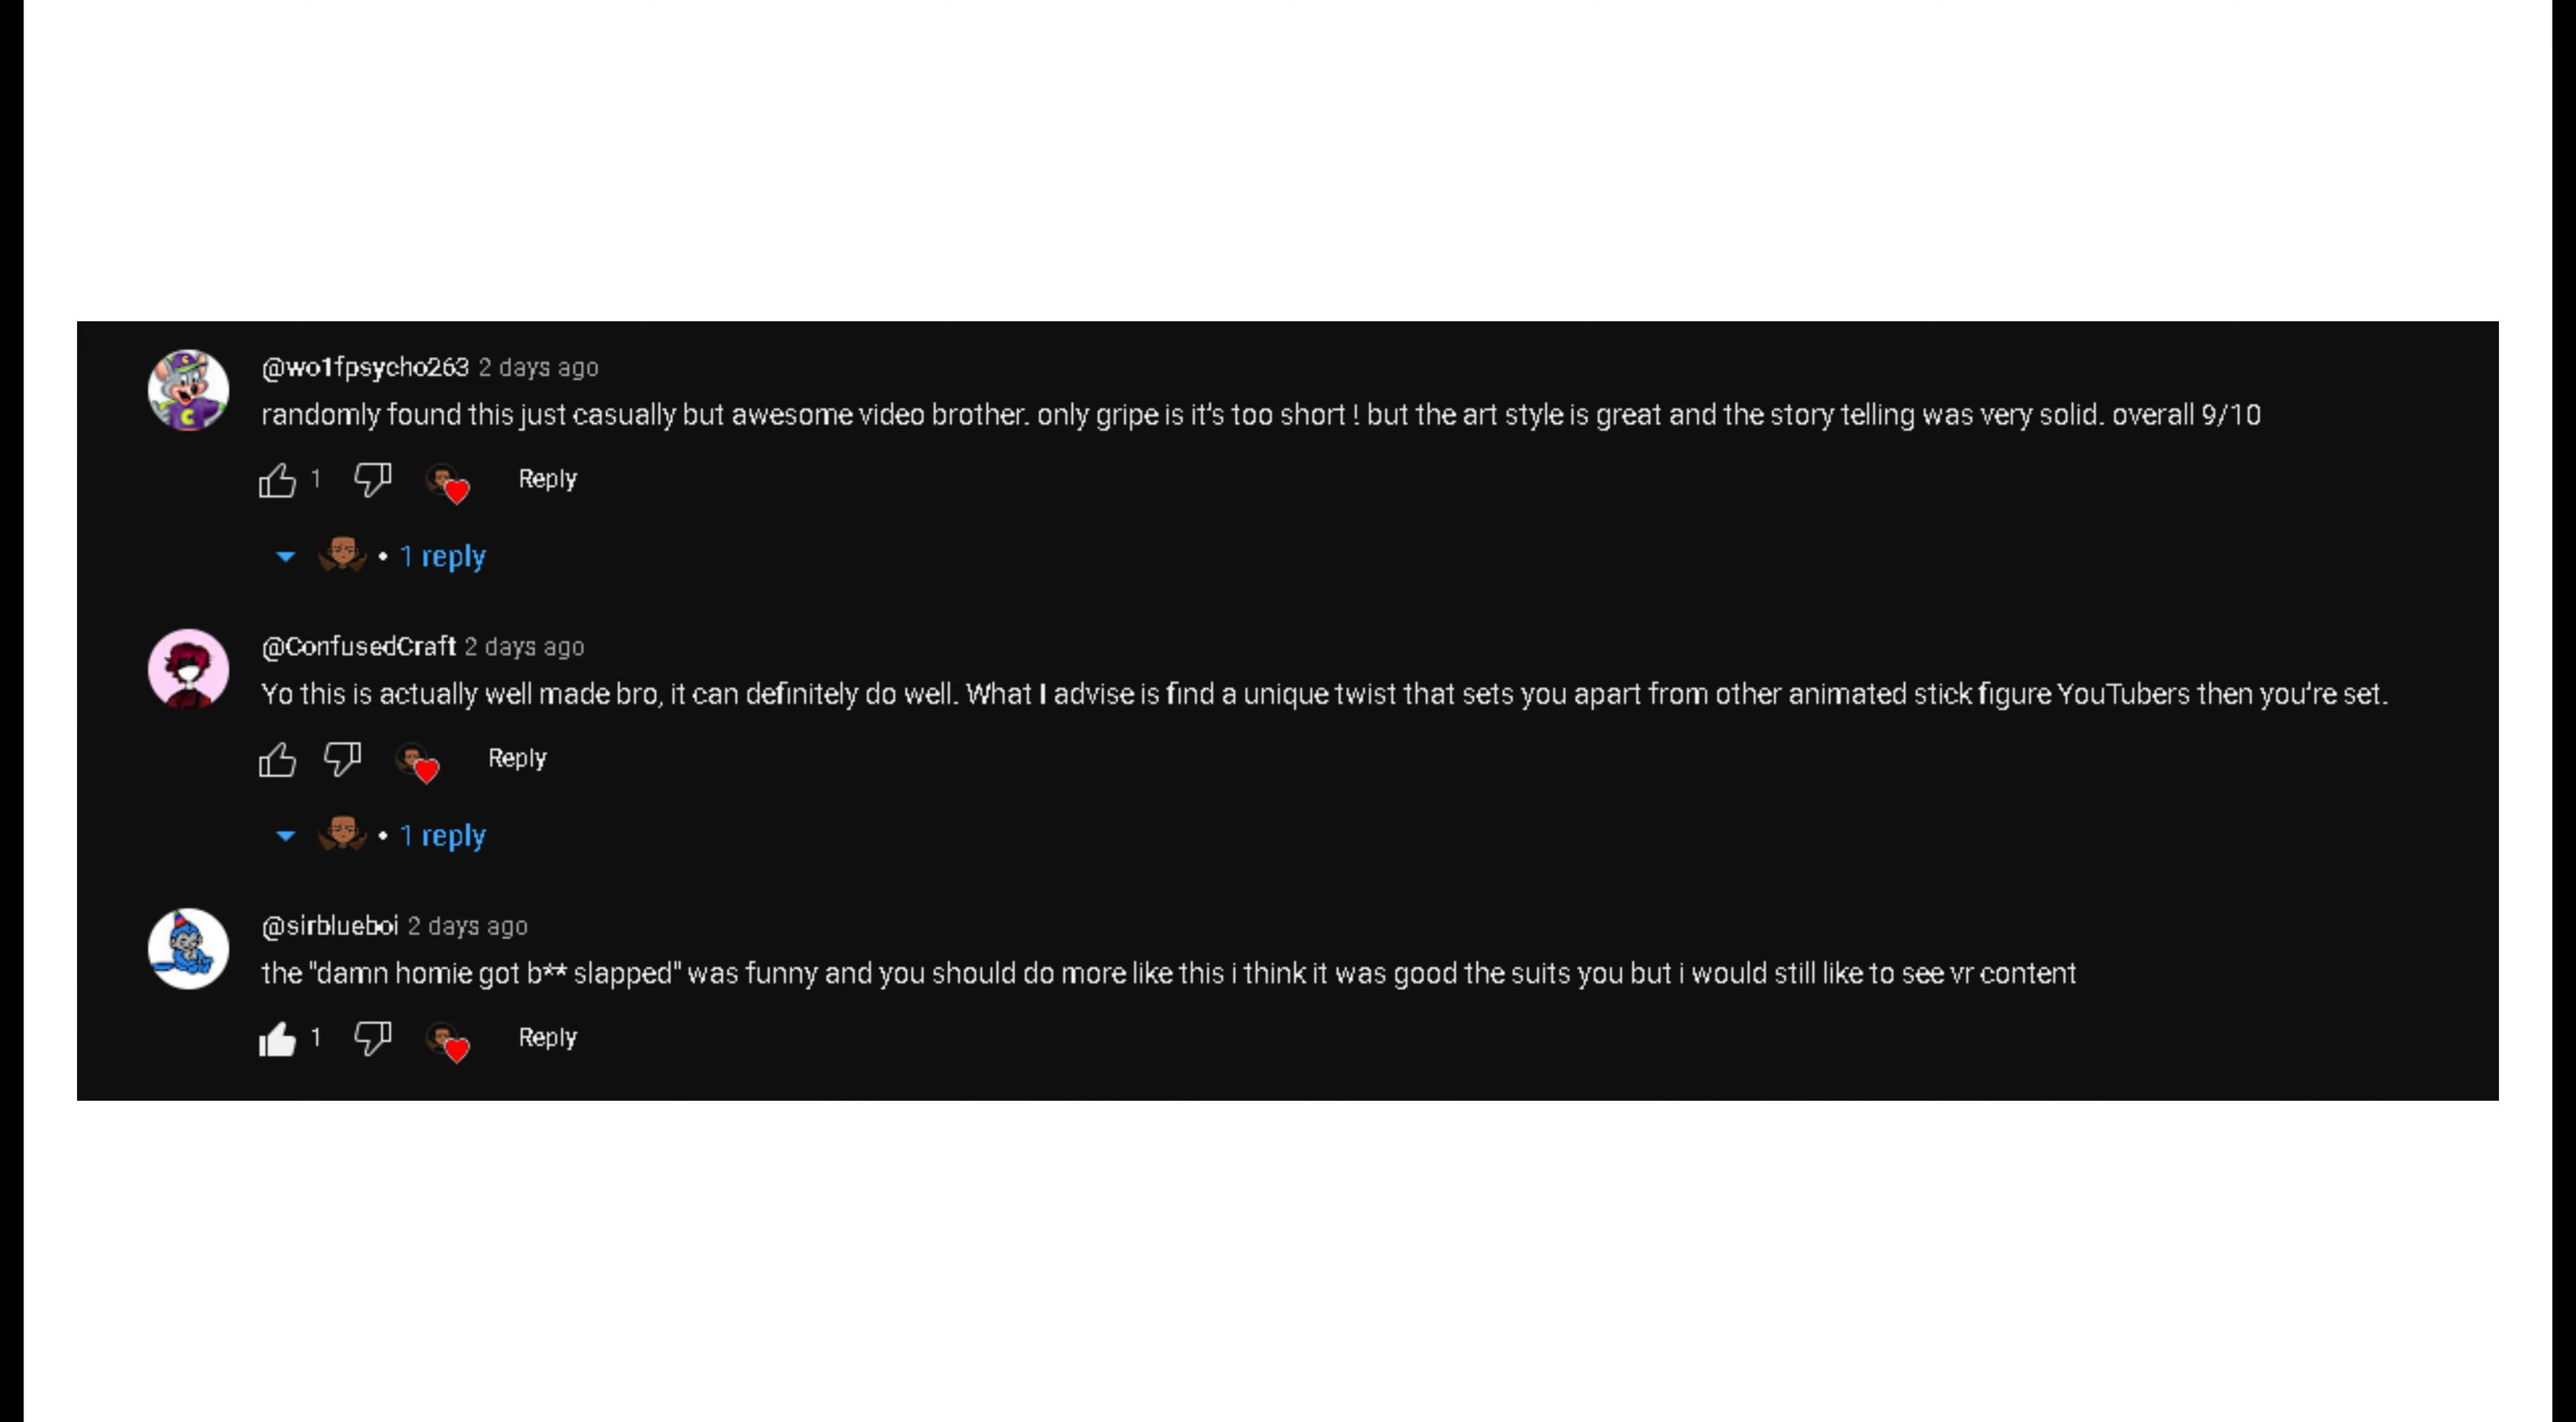 @wo1fpsycho263 2 days ago
randomly found this just casually but awesome video brother. only gripe is it's too short ! but the art style is great and the story telling was very solid. overall 9/10
1 Reply
1 reply
@ConfusedCraft 2 days ago
Yo this is actually well made bro, it can definitely do well. What I advise is find a unique twist that sets you apart from other animated stick figure YouTubers then you're set.
Reply
1 reply
@sirblueboi 2 days ago
the "damn homie got b** slapped" was funny and you should do more like this i think it was good the suits you but i would still like to see vr content
1 Reply